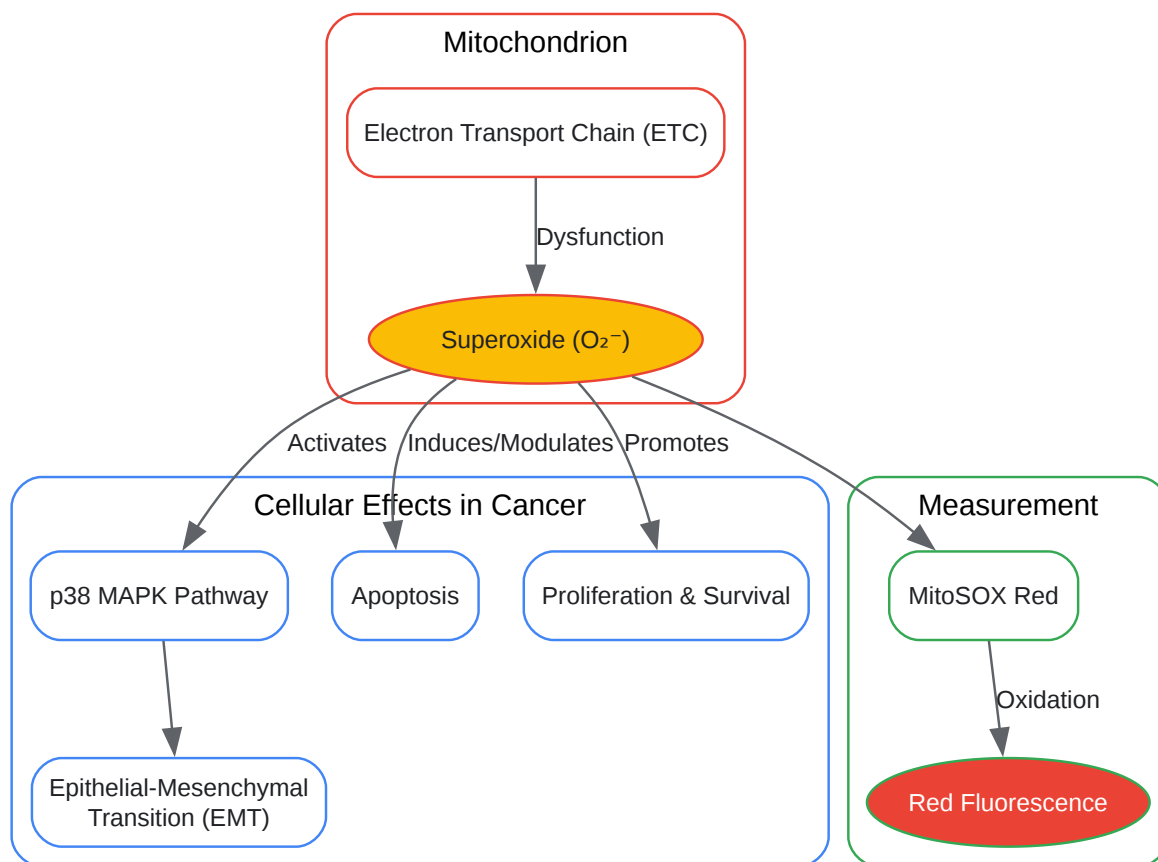 Mitochondrion
Electron Transport Chain (ETC)
Dysfunction
Superoxide (O₂⁻)
Activates
Induces/Modulates
Promotes
Cellular Effects in Cancer
Measurement
p38 MAPK Pathway
Apoptosis
Proliferation & Survival
MitoSOX Red
Oxidation
Epithelial-Mesenchymal
Transition (EMT)
Red Fluorescence